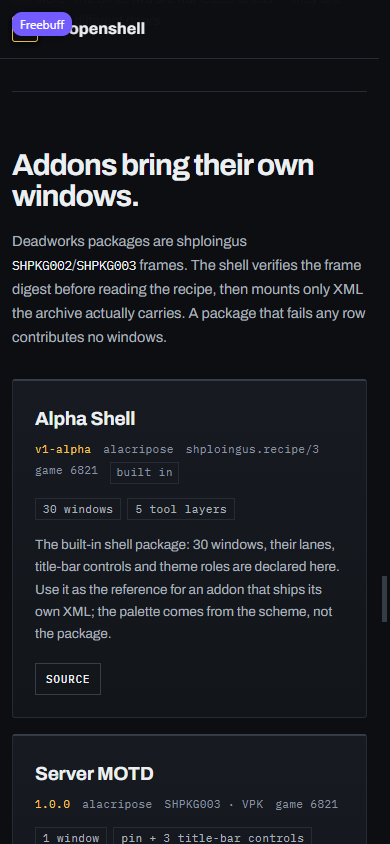 Freebuff
openshell
Addons bring their own
windows.
Deadworks packages are shploingus
SHPKG002/SHPKG003 frames. The shell verifies the frame
digest before reading the recipe, then mounts only XML
the archive actually carries. A package that fails any row
contributes no windows.
Alpha Shell
v1-alpha alacripose shploingus.recipe/3
game 6821 built in
30 windows 5 tool layers
The built-in shell package: 30 windows, their lanes,
title-bar controls and theme roles are declared here.
Use it as the reference for an addon that ships its
own XML; the palette comes from the scheme, not
the package.
SOURCE
Server MOTD
1.0.0 alacripose SHPKG003 · VPK game 6821
1 window pin + 3 title-bar controls